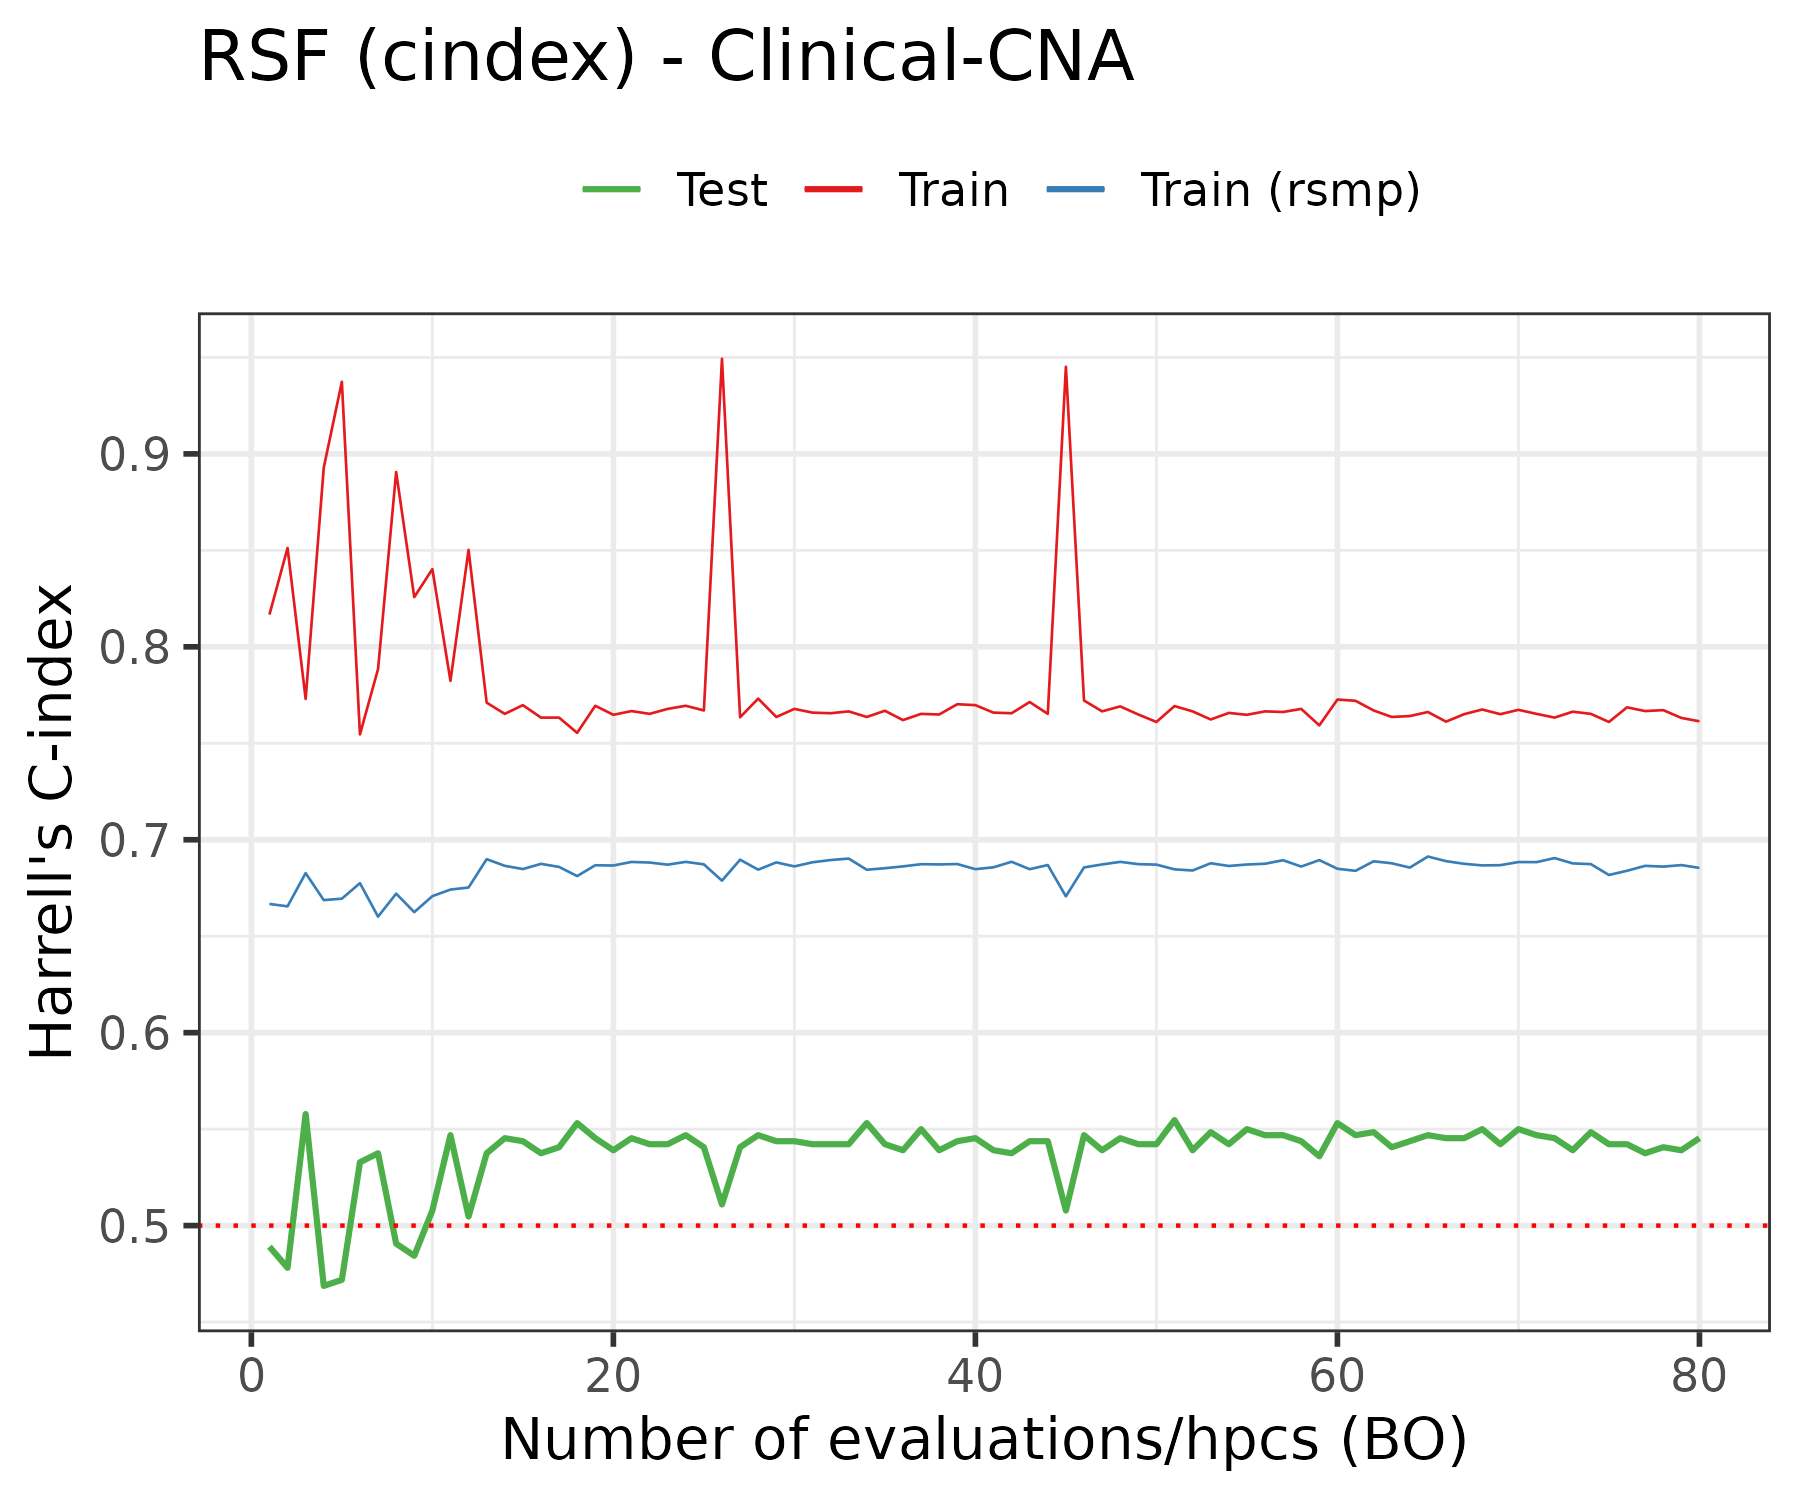 RSF (cindex) - Clinical-CNA
Test Train Train (rsmp)
Harrell's C-index
0.9
0.8
0.7
0.6
0.5
0 20 40 60 80
Number of evaluations/hpcs (BO)